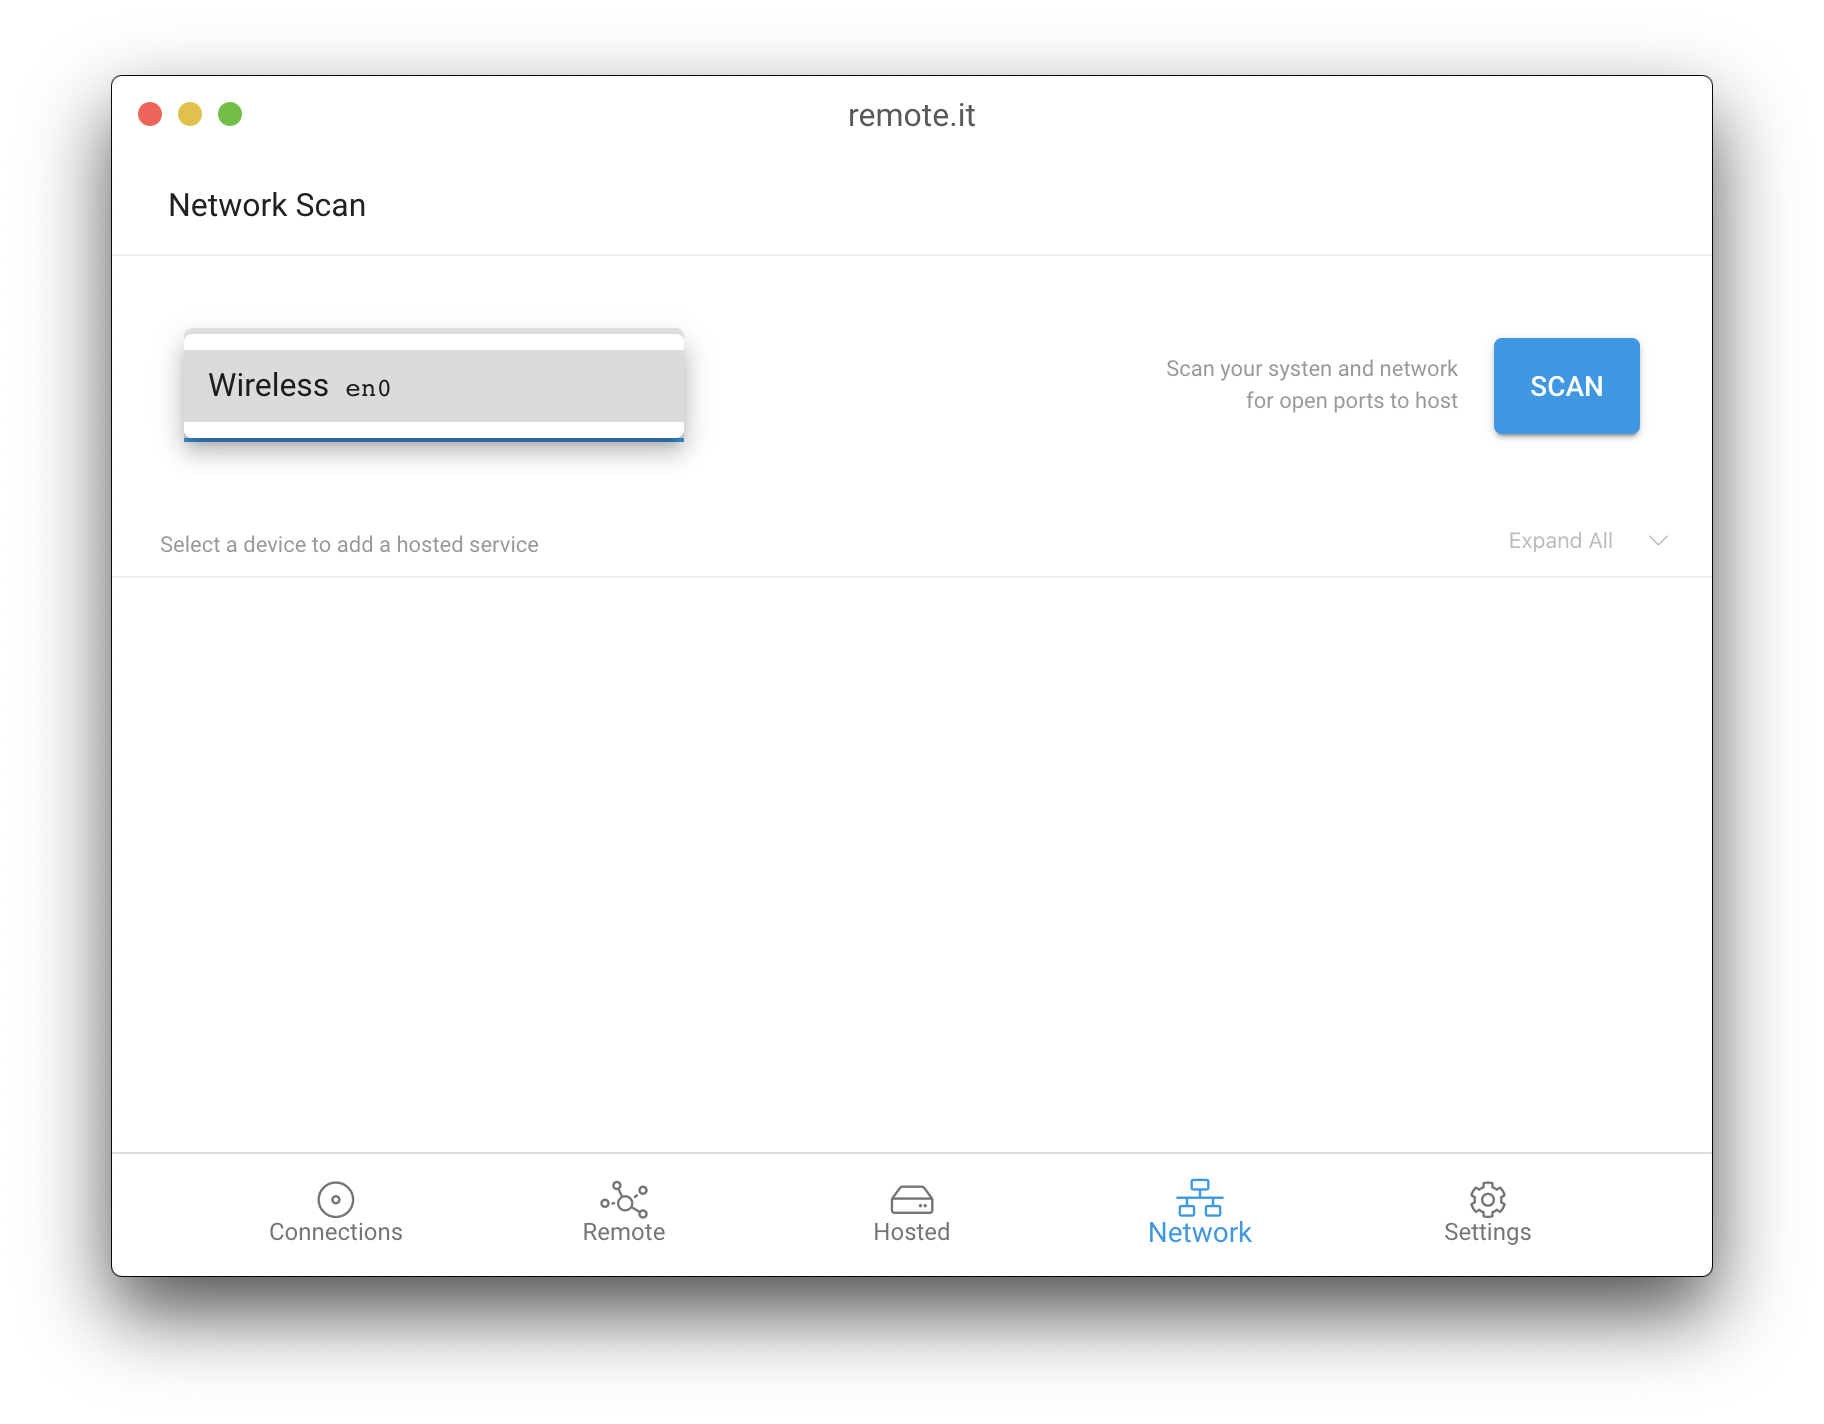 remote.it
Network Scan
Wireless en0
Scan your systen and network
for open ports to host
SCAN
Select a device to add a hosted service
Expand All
Connections
Remote
Hosted
Network
Settings